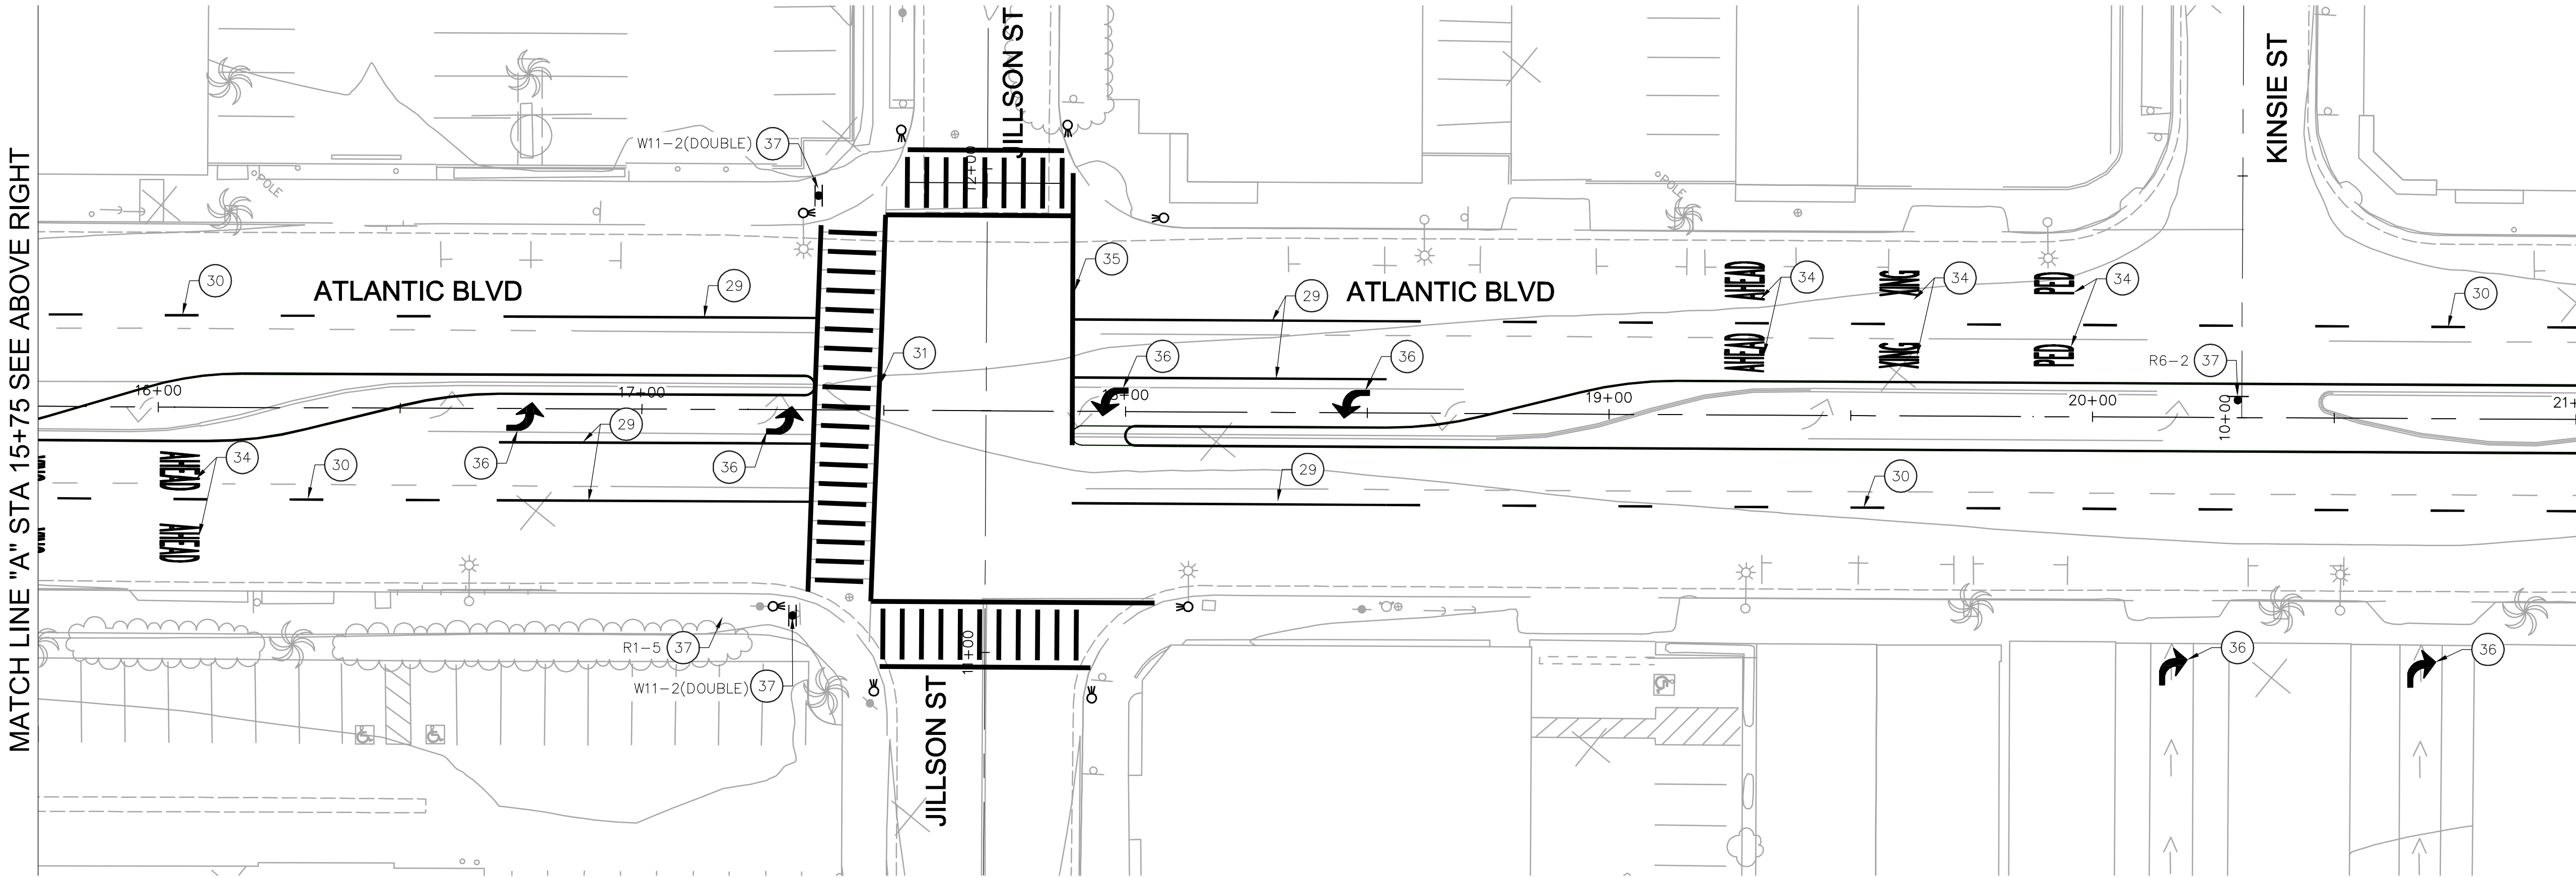 MATCH LINE "A" STA 15+75 SEE ABOVE RIGHT
JILLSON ST
KINSIE ST
W11-2(DOUBLE) 37
12+00
POLE
POLE
30
ATLANTIC BLVD
29
35
29
ATLANTIC BLVD
AHEAD
34
XING
34
PED
34
30
31
36
36
AHEAD
XING
PED
R6-2 37
16+00
17+00
19+00
20+00
10+00
29
36
36
34
30
AHEAD
AHEAD
29
30
R1-5 37
W11-2(DOUBLE) 37
11+00
JILLSON ST
36
36